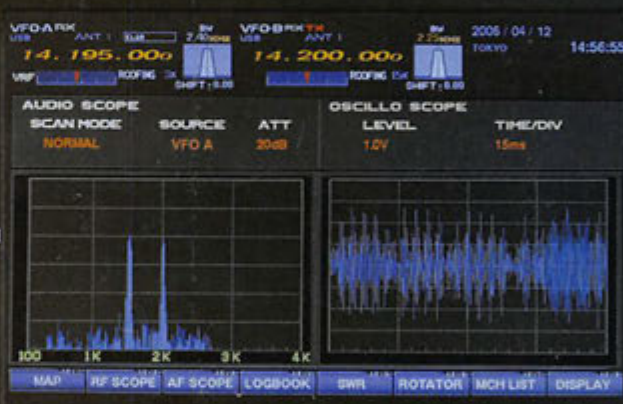 VFO-A RX
USB ANT 1
14.195.000
VRF ROOFING
BW
2.40KHz
SHIFT: 0.00
VFO-B RX TX
USB ANT 1
14.200.000
ROOFING 15K
BW
2.25KHz
SHIFT: 0.00
2006/04/12
TOKYO 14:56:55
AUDIO SCOPE
SCAN MODE SOURCE ATT
NORMAL VFO A 20dB
OSCILLO SCOPE
LEVEL TIME/DIV
1.0V 15ms
100 1K 2K 3K 4K
MAP RF SCOPE AF SCOPE LOGBOOK SWR ROTATOR MCH LIST DISPLAY